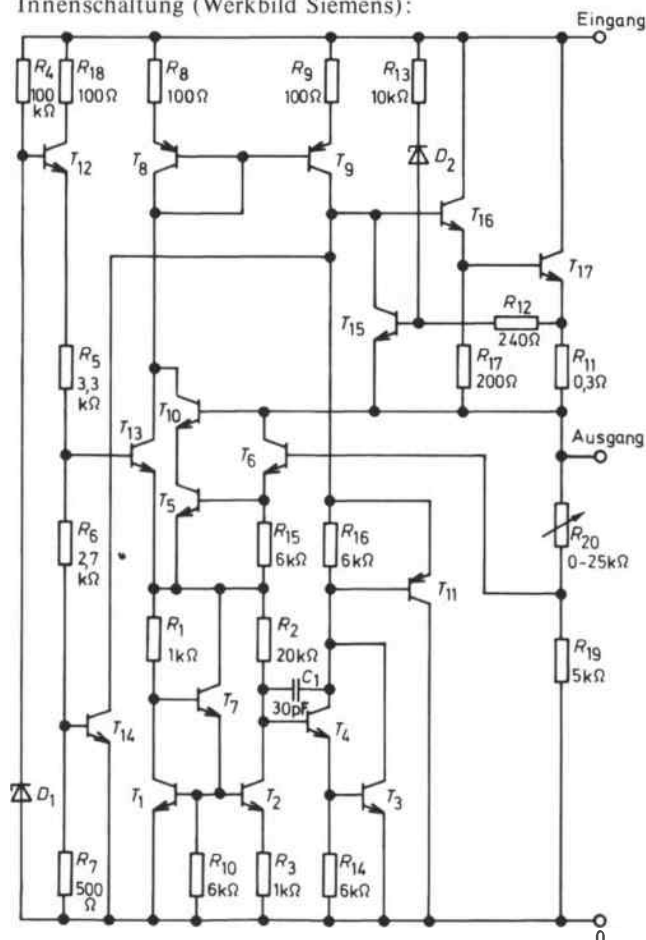 Innenschaltung (Werkbild Siemens):
Eingang
R4
100
kΩ
R18
100Ω
R8
100Ω
R9
100Ω
R13
10kΩ
T12
T8
T9
D2
T16
T17
T15
R12
240Ω
R17
200Ω
R11
0,3Ω
R5
3,3
kΩ
T10
T13
T6
Ausgang
T5
R6
2,7
kΩ
R15
6kΩ
R16
6kΩ
R20
0-25kΩ
T11
R1
1kΩ
R2
20kΩ
R19
5kΩ
C1
30pF
T7
T4
T14
D1
T1
T2
T3
R7
500
Ω
R10
6kΩ
R3
1kΩ
R14
6kΩ
0